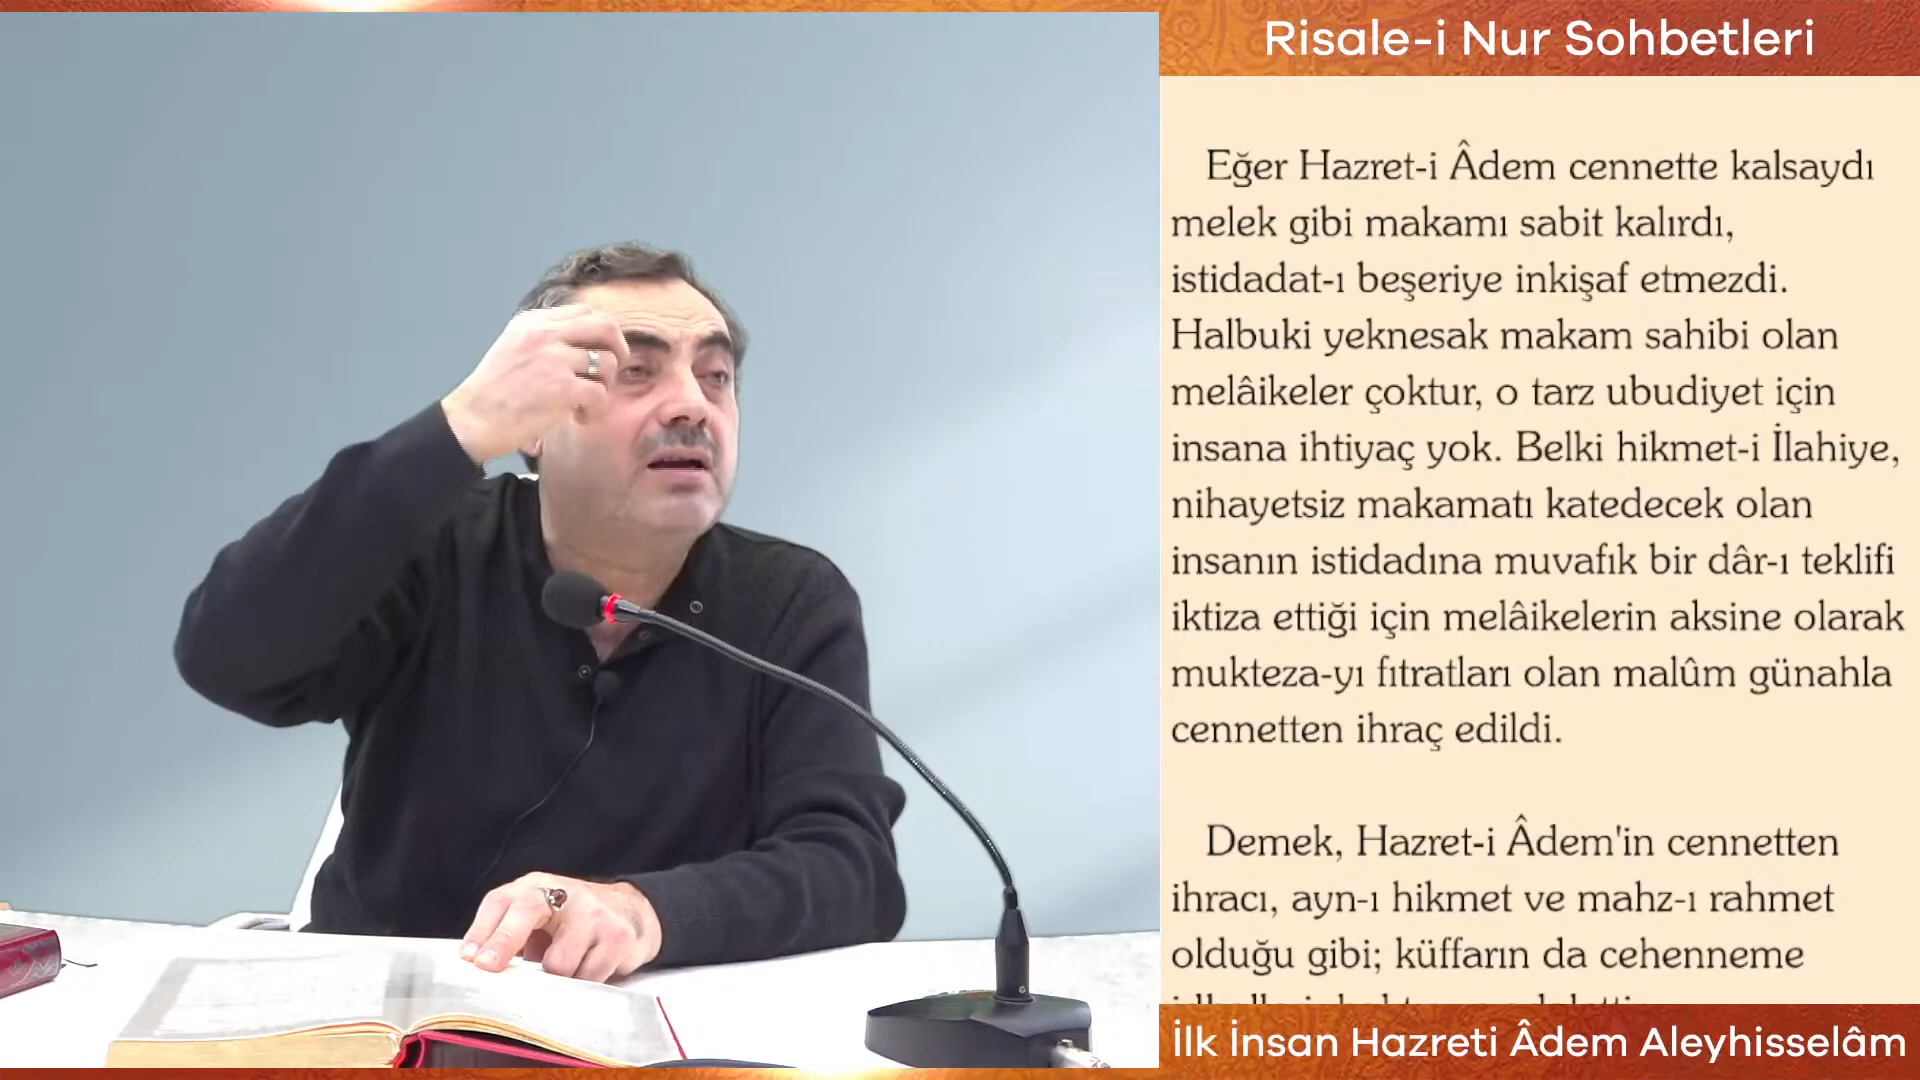 Risale-i Nur Sohbetleri
Eğer Hazret-i Âdem cennette kalsaydı
melek gibi makamı sabit kalırdı,
istidadat-ı beşeriye inkişaf etmezdi.
Halbuki yeknesak makam sahibi olan
melâikeler çoktur, o tarz ubudiyet için
insana ihtiyaç yok. Belki hikmet-i İlahiye,
nihayetsiz makamatı katedecek olan
insanın istidadına muvafık bir dâr-ı teklifi
iktiza ettiği için melâikelerin aksine olarak
mukteza-yı fıtratları olan malûm günahla
cennetten ihraç edildi.
Demek, Hazret-i Âdem'in cennetten
ihracı, ayn-ı hikmet ve mahz-ı rahmet
olduğu gibi; küffarın da cehenneme
İlk İnsan Hazreti Âdem Aleyhisselâm